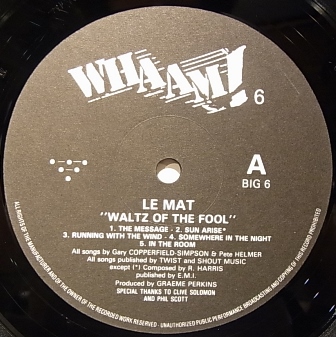 WHAAM!
6
A
BIG 6
LE MAT
"WALTZ OF THE FOOL"
1. THE MESSAGE - 2. SUN ARISE*
3. RUNNING WITH THE WIND - 4. SOMEWHERE IN THE NIGHT
5. IN THE ROOM
All songs by Gary COPPERFIELD-SIMPSON & Pete HELMER
All songs published by TWIST and SHOUT MUSIC
except (*) Composed by R. HARRIS
published by E.M.I.
Produced by GRAEME PERKINS
SPECIAL THANKS TO CLIVE SOLOMON
AND PHIL SCOTT
ALL RIGHTS OF THE MANUFACTURER AND OF THE OWNER OF THE RECORDED WORK RESERVED - UNAUTHORIZED PUBLIC PERFORMANCE BROADCASTING AND COPYING OF THIS RECORD PROHIBITED